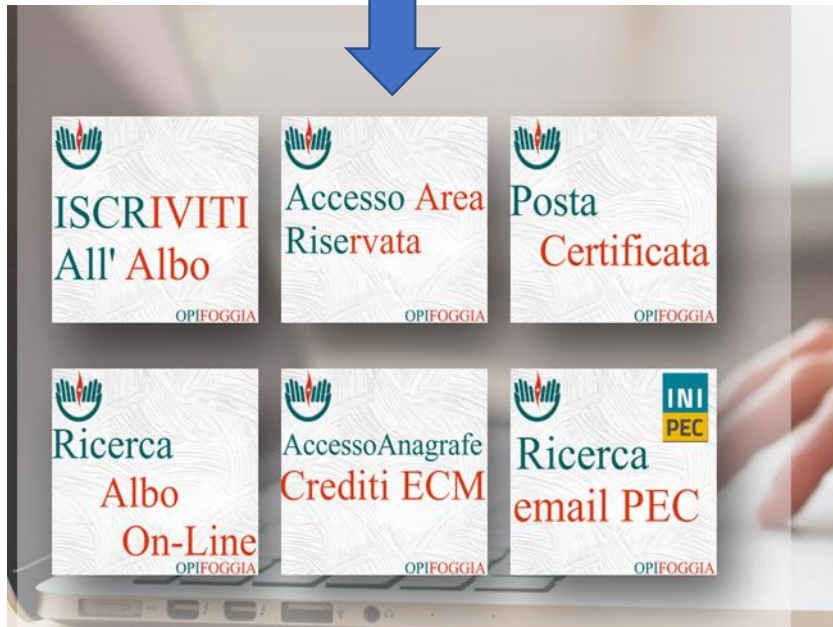 ISCRIVITI
All' Albo
OPIFOGGIA
Accesso Area
Riservata
OPIFOGGIA
Posta
Certificata
OPIFOGGIA
Ricerca
Albo
On-Line
OPIFOGGIA
AccessoAnagrafe
Crediti ECM
OPIFOGGIA
INI
PEC
Ricerca
email PEC
OPIFOGGIA